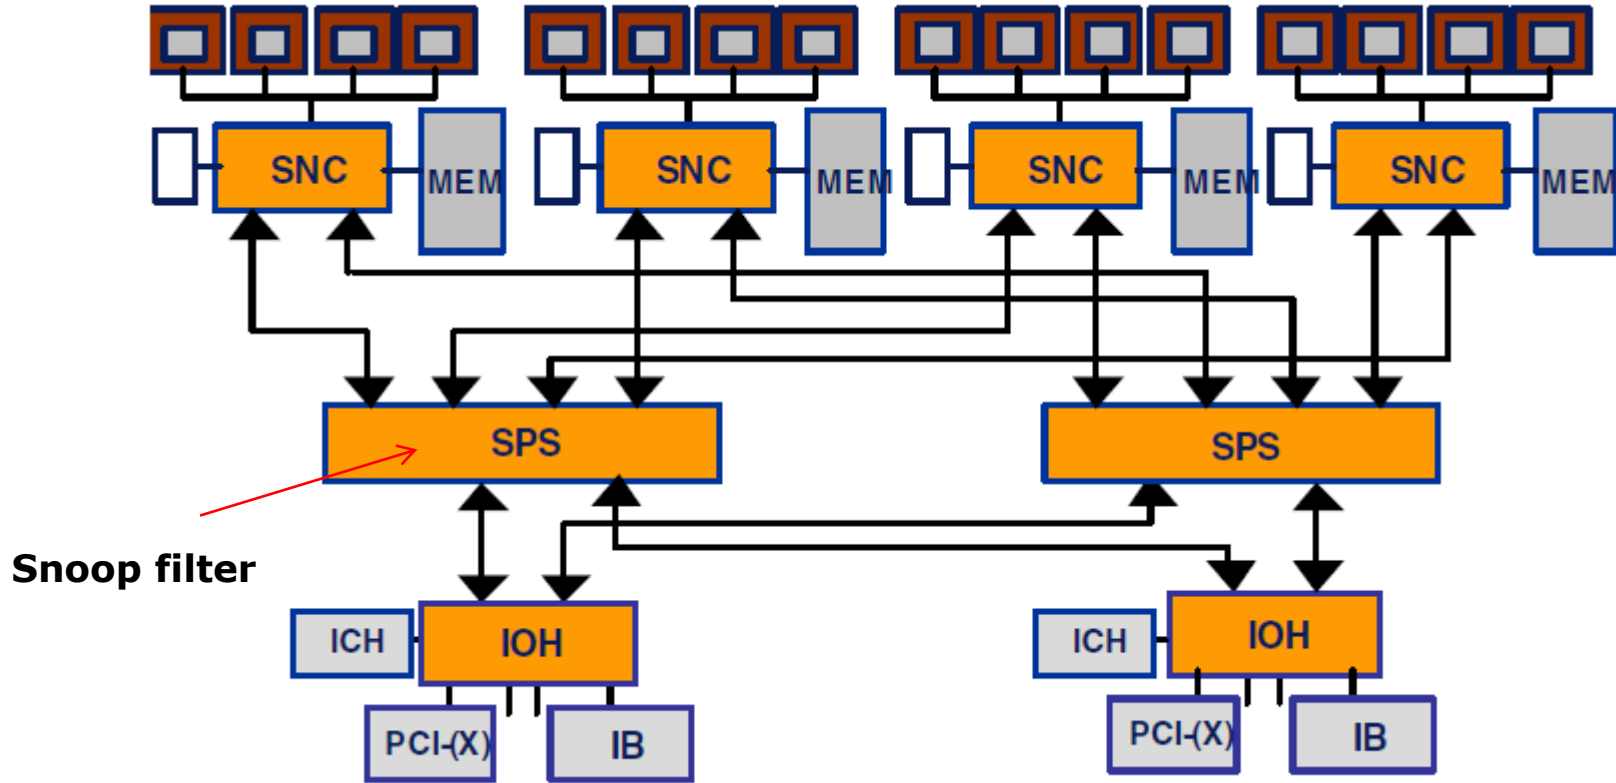 SNC
MEM
SNC
MEM
SNC
MEM
SNC
MEM
SPS
SPS
Snoop filter
ICH
IOH
ICH
IOH
PCI-(X)
IB
PCI-(X)
IB